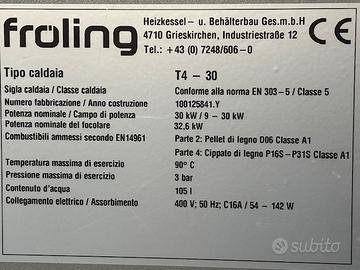 fröling
Heizkessel- u. Behälterbau Ges.m.b.H
4710 Grieskirchen, Industriestraße 12
Tel.: +43 (0) 7248/606-0
CE
Tipo caldaia T4 - 30
Sigla caldaia / Classe caldaia Conforme alla norma EN 303-5 / Classe 5
Numero fabbricazione / Anno costruzione 100125841.Y
Potenza nominale / Campo di potenza 30 kW / 9 - 30 kW
Potenza nominale del focolare 32,6 kW
Combustibili ammessi secondo EN14961 Parte 2: Pellet di legno D06 Classe A1
Parte 4: Cippato di legno P16S-P31S Classe A1
Temperatura massima di esercizio 90° C
Pressione massima di esercizio 3 bar
Contenuto d'acqua 105 l
Collegamento elettrico / Assorbimento 400 V; 50 Hz; C16A / 54 - 142 W
subito